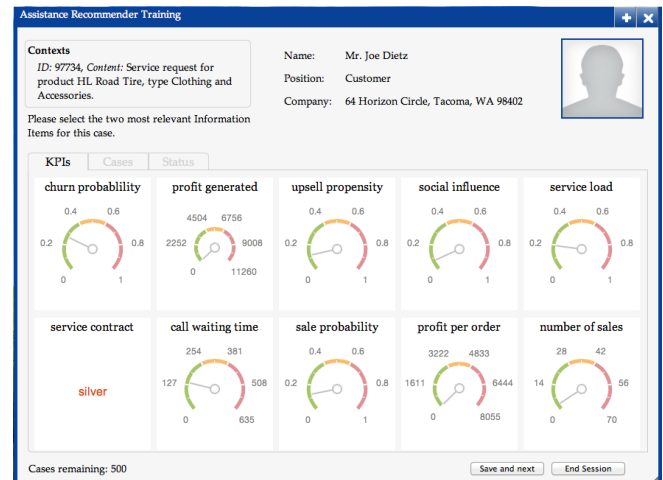 Assistance Recommender Training
Contexts
ID: 97734, Content: Service request for
product HL Road Tire, type Clothing and
Accessories.
Please select the two most relevant Information
Items for this case.
Name: Mr. Joe Dietz
Position: Customer
Company: 64 Horizon Circle, Tacoma, WA 98402
KPIs Cases Status
churn probablility profit generated upsell propensity social influence service load
0.4 0.6 4504 6756 0.4 0.6 0.4 0.6 0.4 0.6
0.2 0.8 2252 9008 0.2 0.8 0.2 0.8 0.2 0.8
0 1 0 11260 0 1 0 1 0 1
service contract call waiting time sale probability profit per order number of sales
254 381 0.4 0.6 3222 4833 28 42
silver 127 508 0.2 0.8 1611 6444 14 56
0 635 0 1 0 8055 0 70
Cases remaining: 500 Save and next End Session